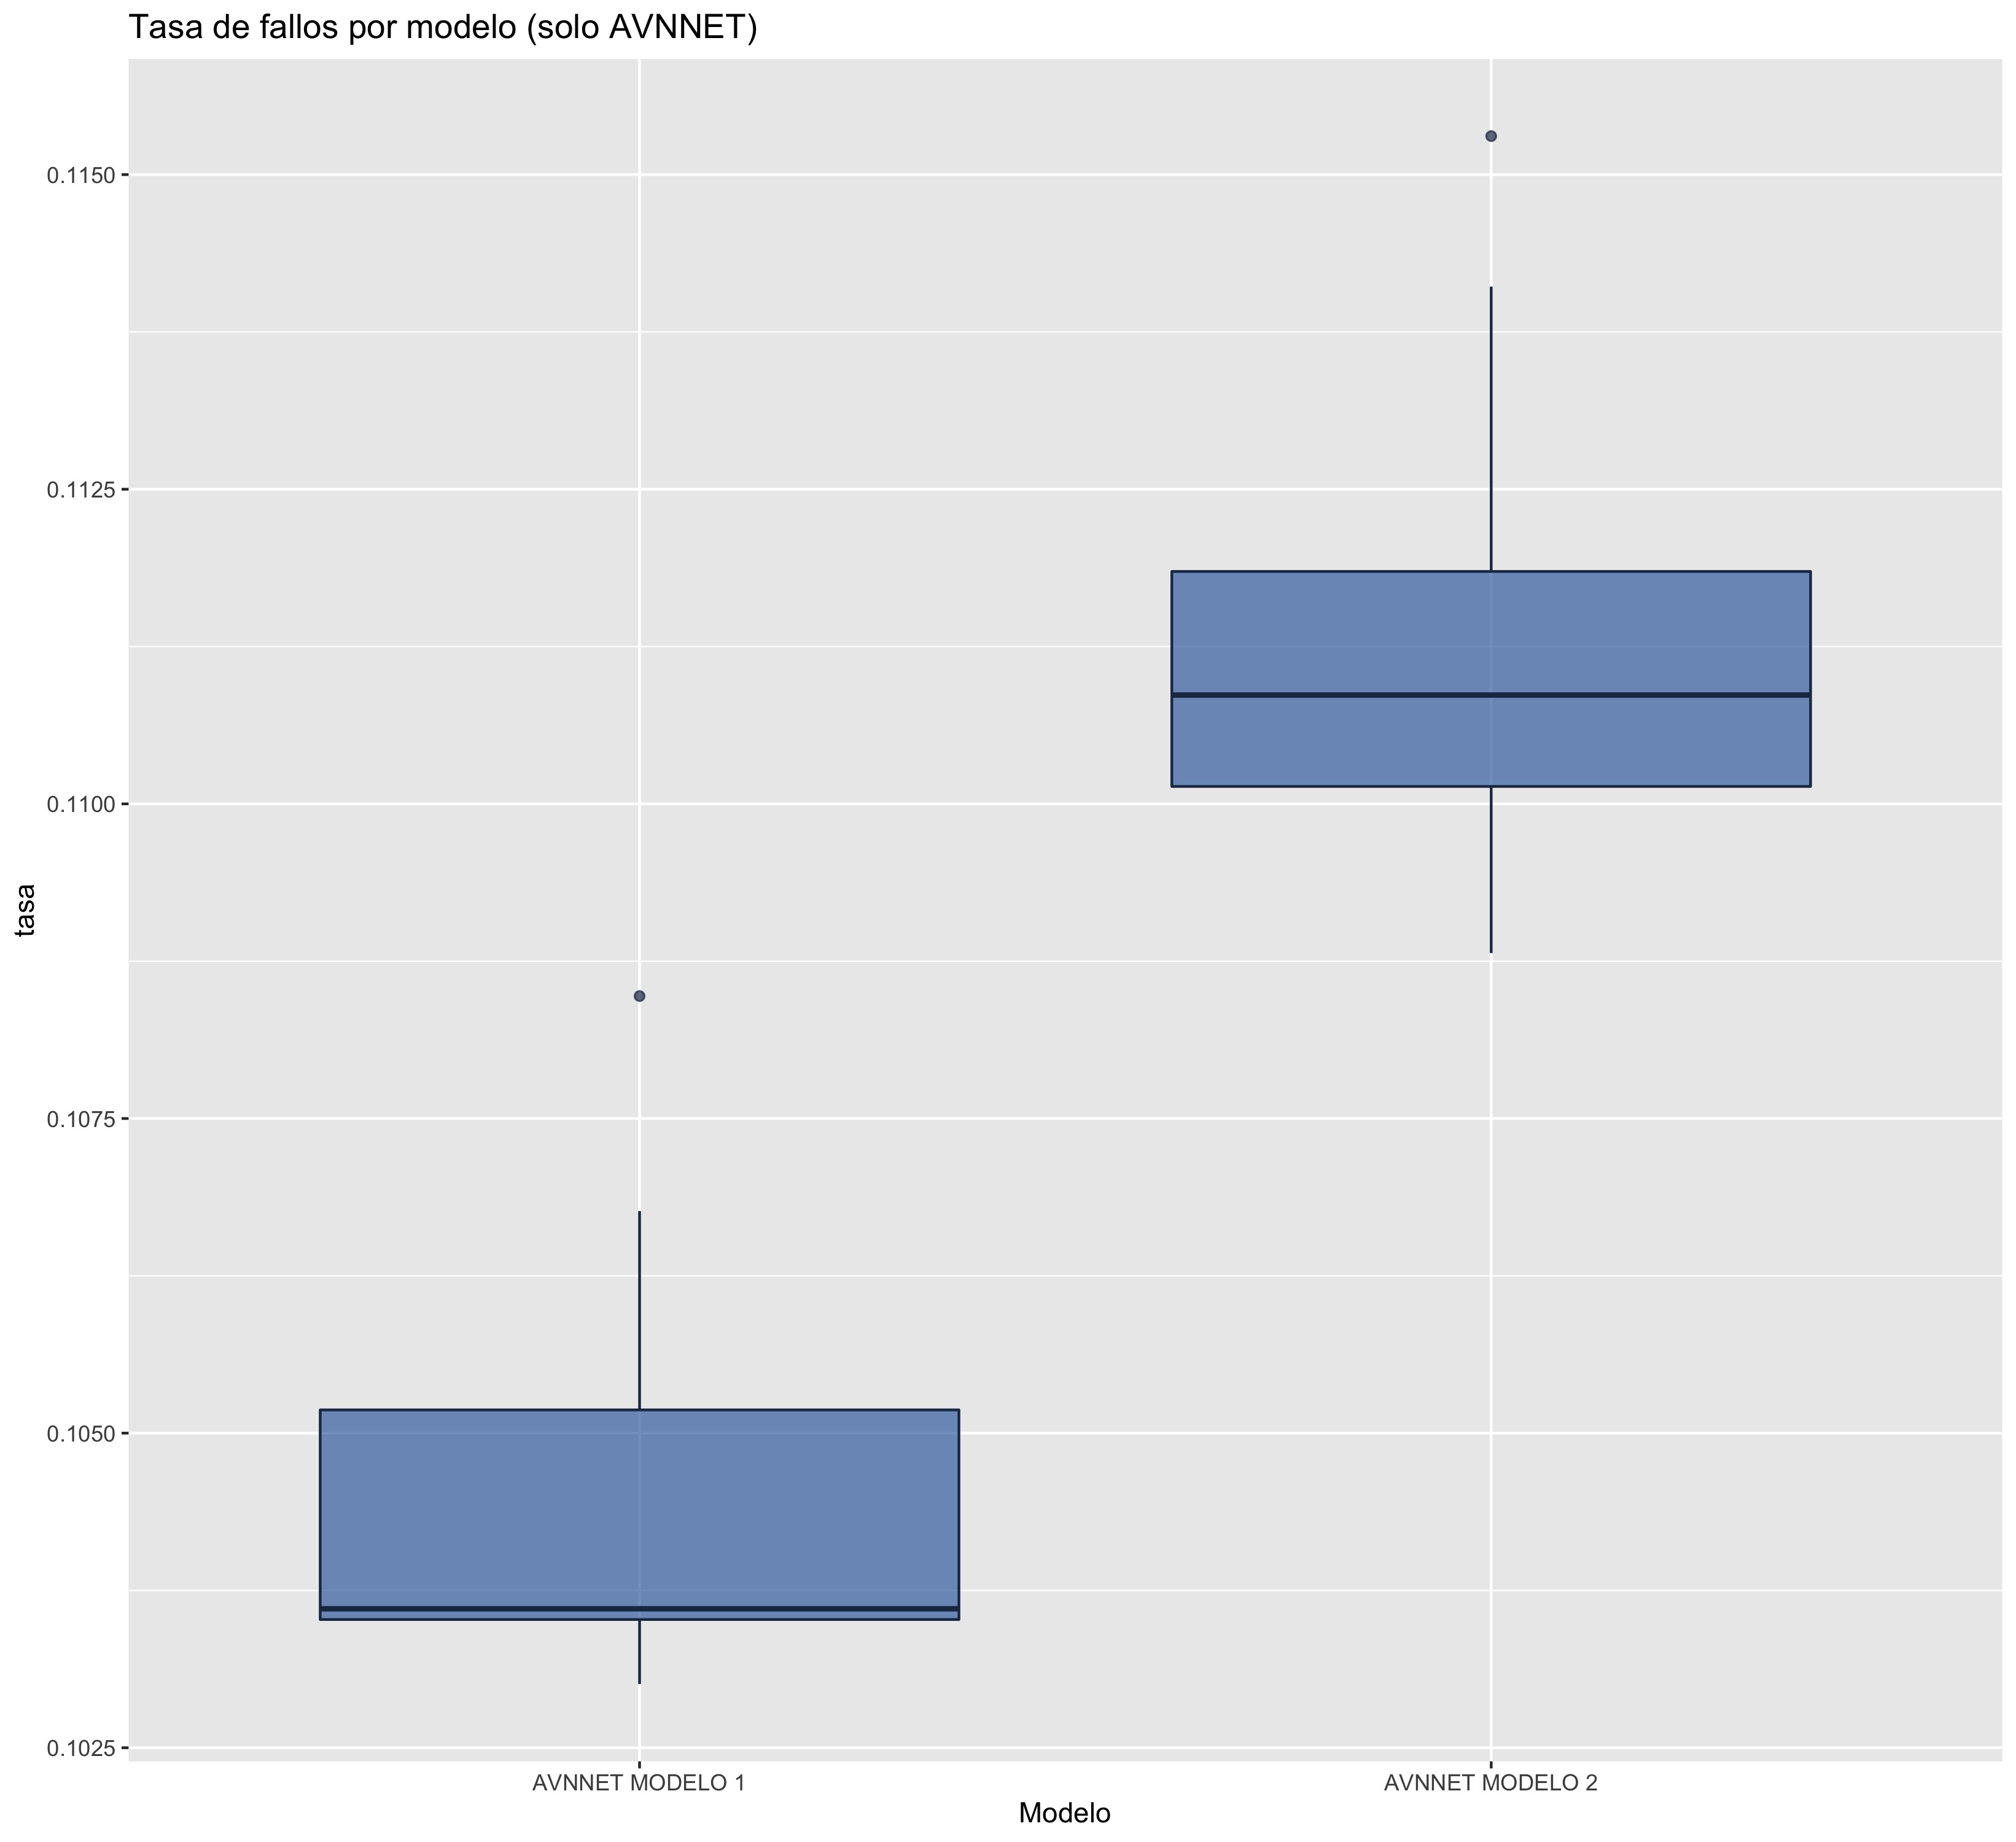 Tasa de fallos por modelo (solo AVNNET)
tasa
0.1150
0.1125
0.1100
0.1075
0.1050
0.1025
AVNNET MODELO 1 AVNNET MODELO 2
Modelo